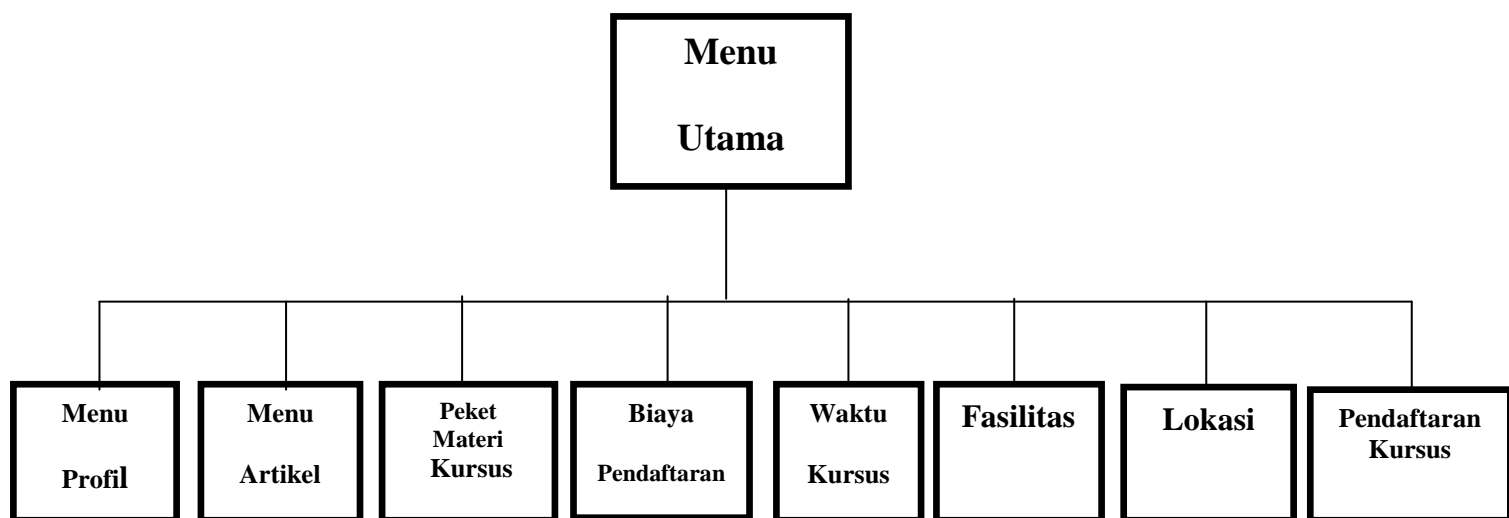 Menu
Utama
Menu
Profil
Menu
Artikel
Peket
Materi
Kursus
Biaya
Pendaftaran
Waktu
Kursus
Fasilitas
Lokasi
Pendaftaran
Kursus